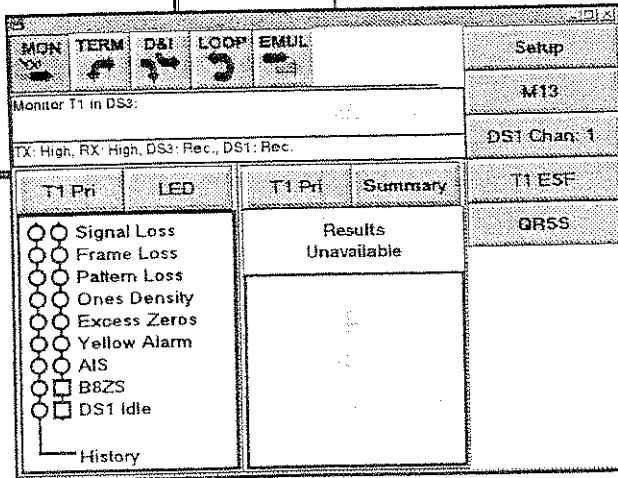 MON TERM D&I LOOP EMUL
Setup
M13
DS1 Chan: 1
T1 ESF
QRSS
Monitor T1 in DS3:
TX: High, RX: High, DS3: Rec., DS1: Rec.
T1 Pri LED
T1 Pri Summary
Signal Loss
Frame Loss
Pattern Loss
Ones Density
Excess Zeros
Yellow Alarm
AIS
B8ZS
DS1 Idle
History
Results
Unavailable